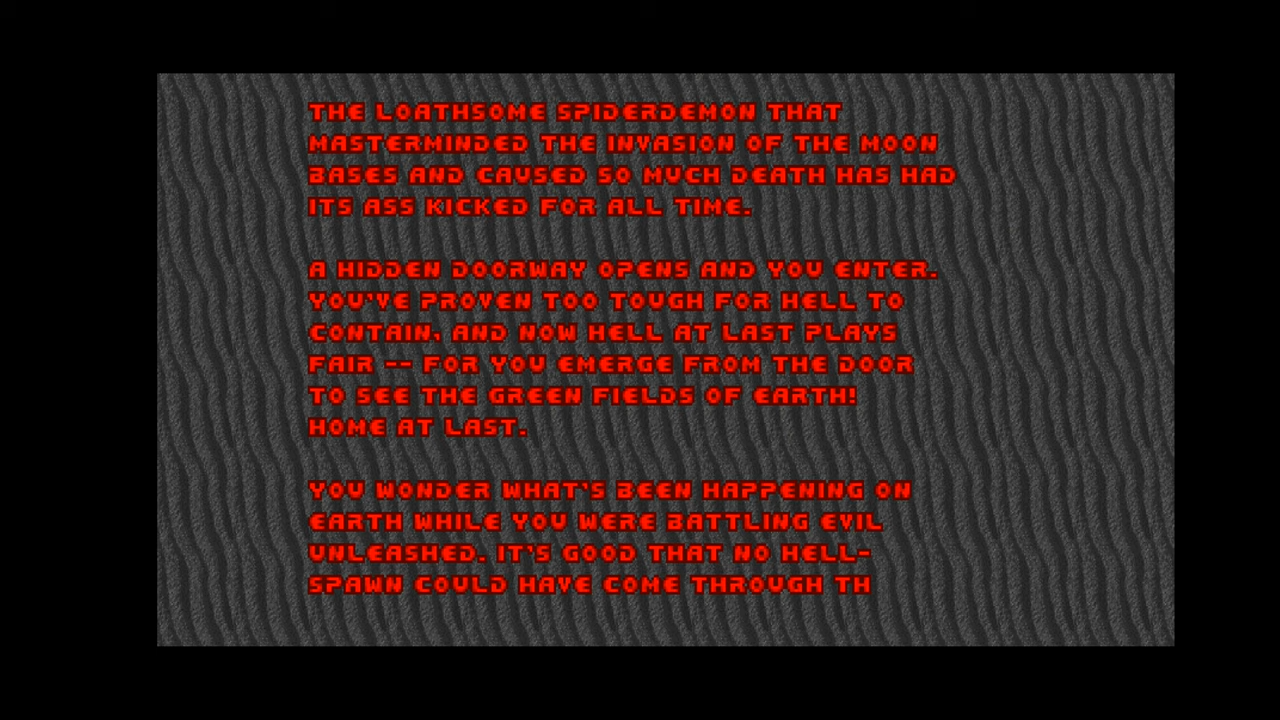 THE LOATHSOME SPIDERDEMON THAT
MASTERMINDED THE INVASION OF THE MOON
BASES AND CAUSED SO MUCH DEATH HAS HAD
ITS ASS KICKED FOR ALL TIME.
A HIDDEN DOORWAY OPENS AND YOU ENTER.
YOU'VE PROVEN TOO TOUGH FOR HELL TO
CONTAIN, AND NOW HELL AT LAST PLAYS
FAIR -- FOR YOU EMERGE FROM THE DOOR
TO SEE THE GREEN FIELDS OF EARTH!
HOME AT LAST.
YOU WONDER WHAT'S BEEN HAPPENING ON
EARTH WHILE YOU WERE BATTLING EVIL
UNLEASHED. IT'S GOOD THAT NO HELL-
SPAWN COULD HAVE COME THROUGH TH